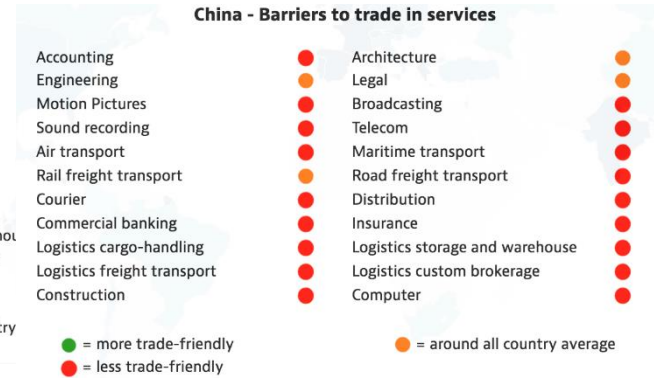 China - Barriers to trade in services
Accounting Architecture
Engineering Legal
Motion Pictures Broadcasting
Sound recording Telecom
Air transport Maritime transport
Rail freight transport Road freight transport
Courier Distribution
Commercial banking Insurance
Logistics cargo-handling Logistics storage and warehouse
Logistics freight transport Logistics custom brokerage
Construction Computer
= more trade-friendly = around all country average
= less trade-friendly